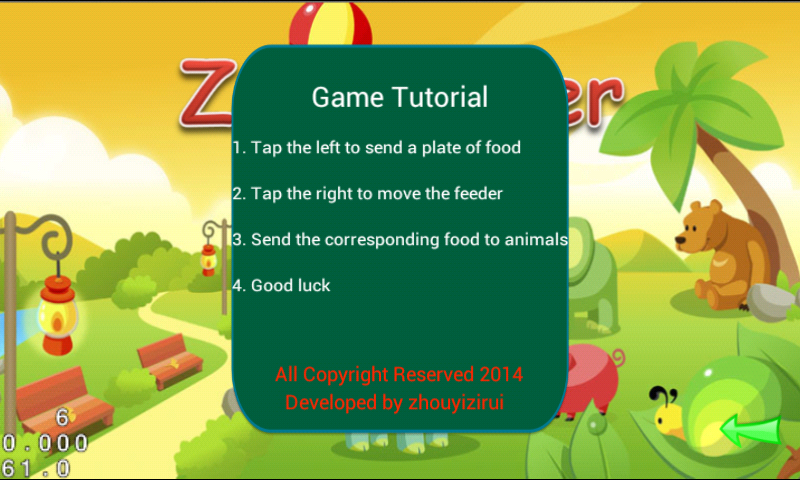 Z er
Game Tutorial
1. Tap the left to send a plate of food
2. Tap the right to move the feeder
3. Send the corresponding food to animals
4. Good luck
All Copyright Reserved 2014
Developed by zhouyizirui
6
0.000
61.0